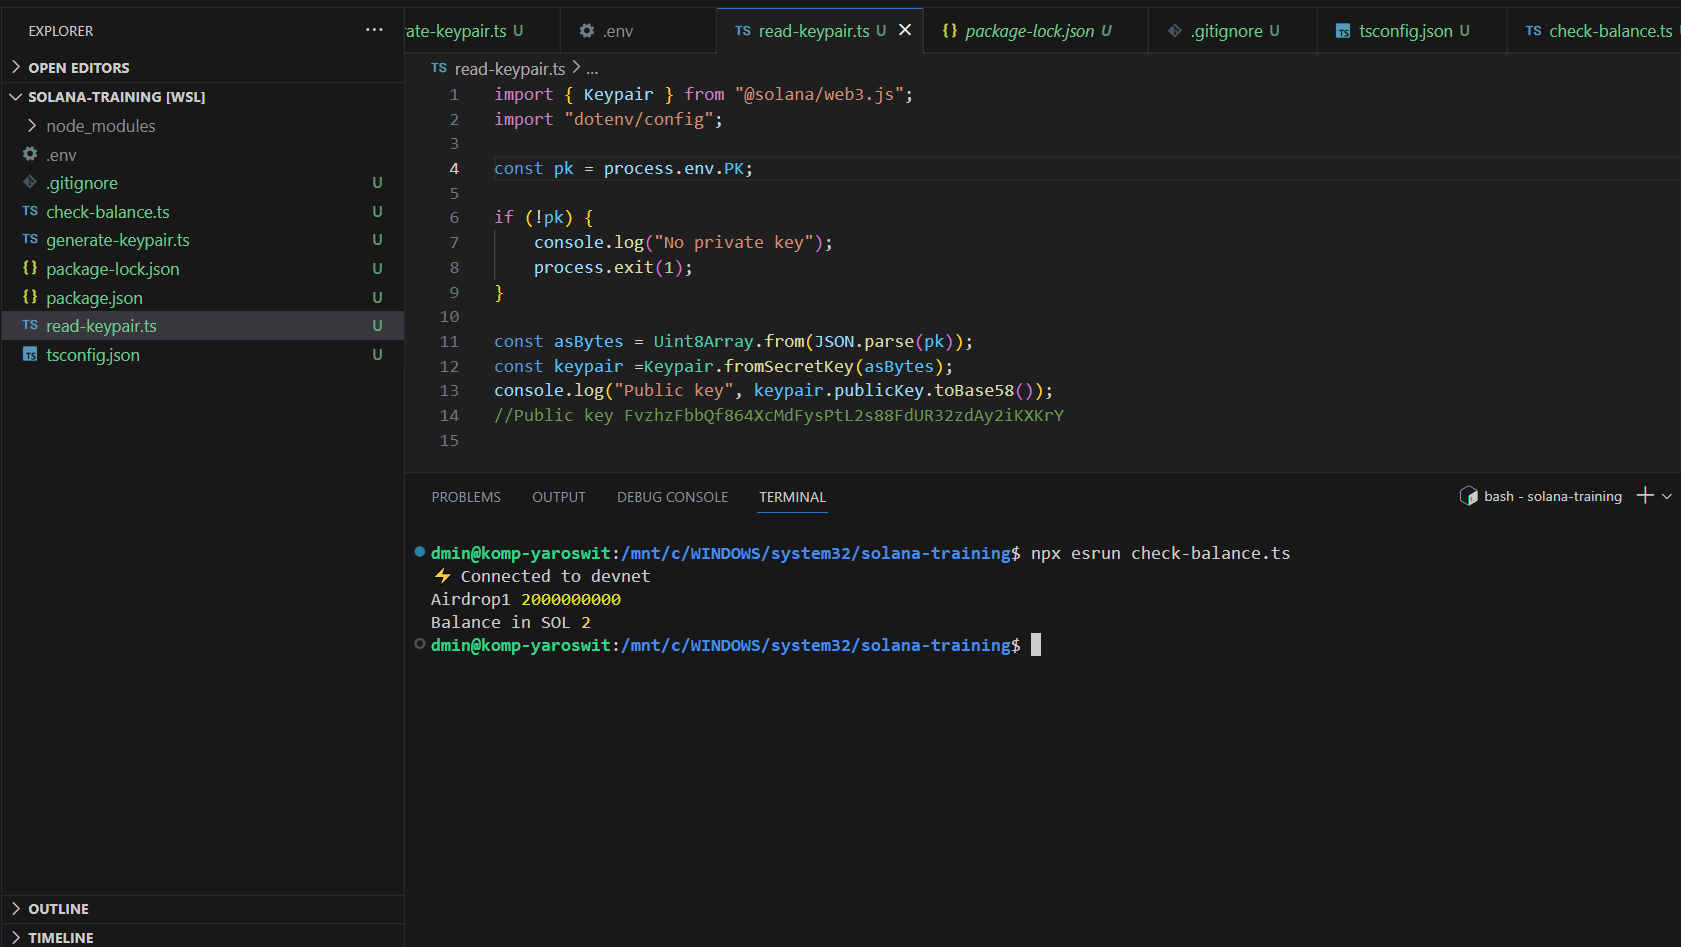 EXPLORER
OPEN EDITORS
SOLANA-TRAINING [WSL]
node_modules
.env
.gitignore U
TS check-balance.ts U
TS generate-keypair.ts U
{} package-lock.json U
{} package.json U
TS read-keypair.ts U
TS tsconfig.json U
OUTLINE
TIMELINE
rate-keypair.ts U
.env
TS read-keypair.ts U
{} package-lock.json U
.gitignore U
TS tsconfig.json U
TS check-balance.ts
TS read-keypair.ts > ...
1 import { Keypair } from "@solana/web3.js";
2 import "dotenv/config";
3
4 const pk = process.env.PK;
5
6 if (!pk) {
7 console.log("No private key");
8 process.exit(1);
9 }
10
11 const asBytes = Uint8Array.from(JSON.parse(pk));
12 const keypair =Keypair.fromSecretKey(asBytes);
13 console.log("Public key", keypair.publicKey.toBase58());
14 //Public key FvzhzFbbQf864XcMdFysPtL2s88FdUR32zdAy2iKXKrY
15
PROBLEMS OUTPUT DEBUG CONSOLE TERMINAL
bash - solana-training
dmin@komp-yaroswit:/mnt/c/WINDOWS/system32/solana-training$ npx esrun check-balance.ts
⚡ Connected to devnet
Airdrop1 2000000000
Balance in SOL 2
dmin@komp-yaroswit:/mnt/c/WINDOWS/system32/solana-training$